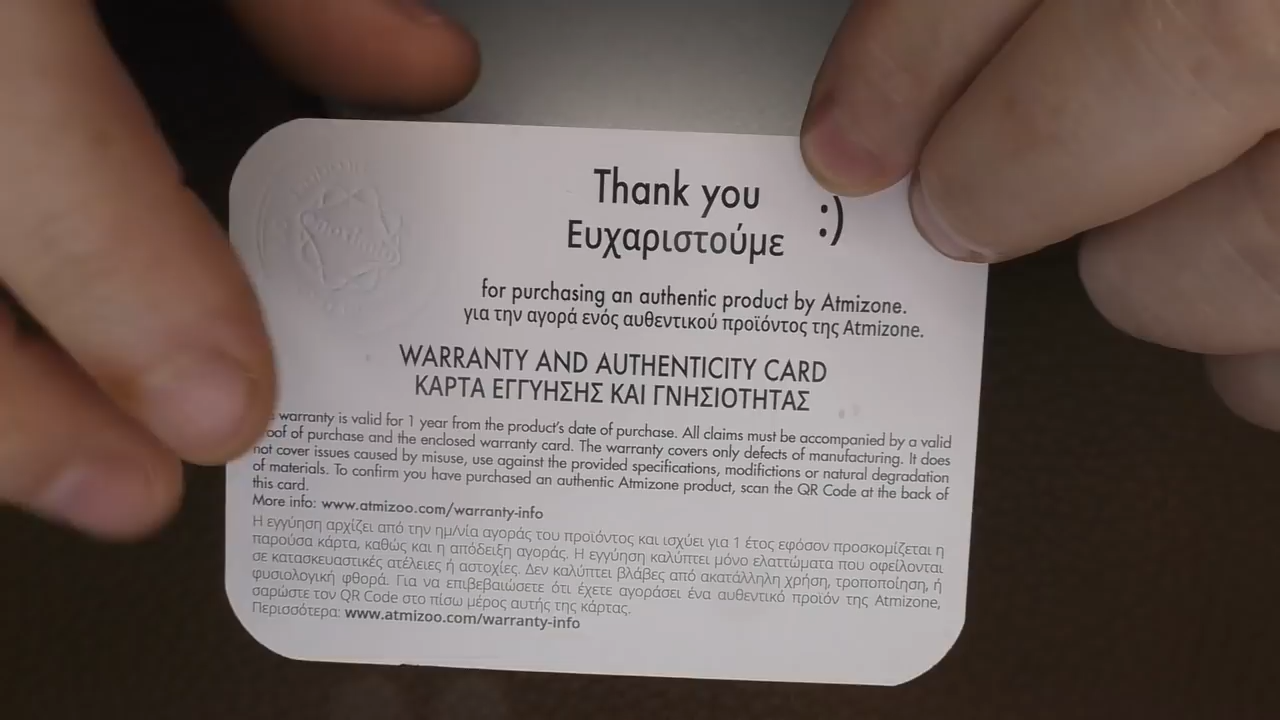 Thank you
Ευχαριστούμε
:)
for purchasing an authentic product by Atmizone.
για την αγορά ενός αυθεντικού προϊόντος της Atmizone.
WARRANTY AND AUTHENTICITY CARD
ΚΑΡΤΑ ΕΓΓΥΗΣΗΣ ΚΑΙ ΓΝΗΣΙΟΤΗΤΑΣ
warranty is valid for 1 year from the product's date of purchase. All claims must be accompanied by a valid
of purchase and the enclosed warranty card. The warranty covers only defects of manufacturing. It does
not cover issues caused by misuse, use against the provided specifications, modifictions or natural degradation
of materials. To confirm you have purchased an authentic Atmizone product, scan the QR Code at the back of
this card.
More info: www.atmizoo.com/warranty-info
Η εγγύηση αρχίζει από την ημ/νία αγοράς του προϊόντος και ισχύει για 1 έτος εφόσον προσκομίζεται η
παρούσα κάρτα, καθώς και η απόδειξη αγοράς. Η εγγύηση καλύπτει μόνο ελαττώματα που οφείλονται
σε κατασκευαστικές ατέλειες ή αστοχίες. Δεν καλύπτει βλάβες από ακατάλληλη χρήση, τροποποίηση, ή
φυσιολογική φθορά. Για να επιβεβαιώσετε ότι έχετε αγοράσει ένα αυθεντικό προϊόν της Atmizone,
σαρώστε τον QR Code στο πίσω μέρος αυτής της κάρτας.
Περισσότερα: www.atmizoo.com/warranty-info